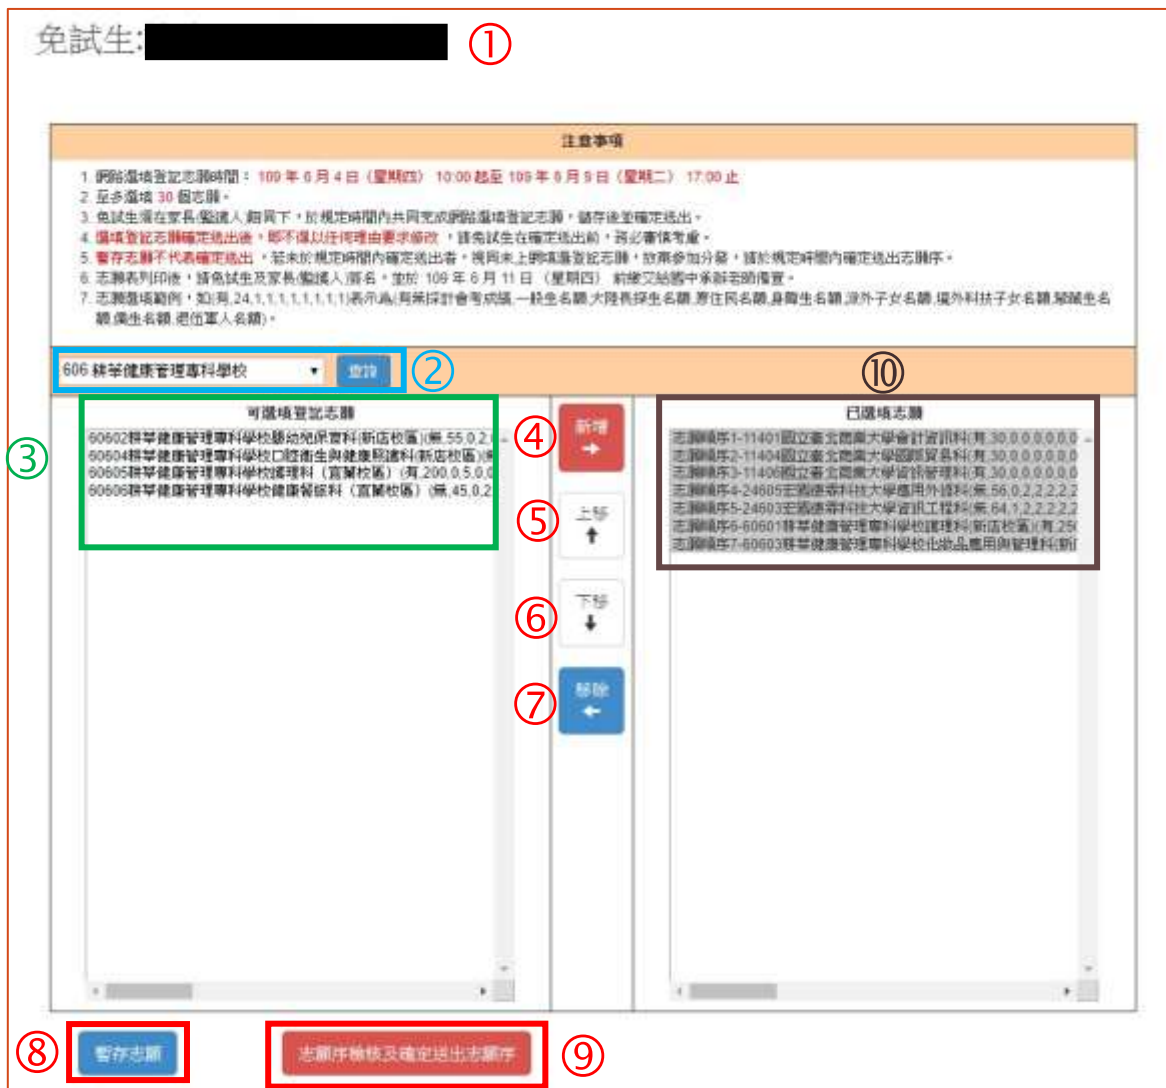 免試生:
①
注意事項
1. 網路選填登記志願時間： 109 年 6 月 4 日（星期四） 10:00 起至 109 年 6 月 9 日（星期二） 17:00 止
2. 至多選填 30 個志願。
3. 免試生須在家長(監護人)陪同下，於規定時間內共同完成網路選填登記志願，儲存後並確定送出。
4. 選填登記志願確定送出後，即不得以任何理由要求修改 ，請免試生在確定送出前，務必審慎考慮。
5. 暫存志願不代表確定送出 ，若未於規定時間內確定送出者，視同未上網填選登記志願，放棄參加分發，請於規定時間內確定送出志願序。
6. 志願表列印後，請免試生及家長(監護人)簽名，並於 109 年 6 月 11 日 （星期四） 前繳交給國中承辦老師備查。
7. 志願選填範例，如(有,24,1,1,1,1,1,1,1,1)表示為(有無採計會考成績,一般生名額,大陸長探生名額,原住民名額,身障生名額,派外子女名額,境外科技子女名額,蒙藏生名
額,僑生名額,退伍軍人名額)。
606 耕莘健康管理專科學校
查詢
②
⑩
③
可選填登記志願
60602耕莘健康管理專科學校嬰幼兒保育科(新店校區)(無,55,0,2,
60604耕莘健康管理專科學校口腔衛生與健康照護科(新店校區)(無
60605耕莘健康管理專科學校護理科（宜蘭校區）(有,200,0,5,0,0
60606耕莘健康管理專科學校健康餐旅科（宜蘭校區）(無,45,0,2
④
新增
⑤
上移
⑥
下移
⑦
移除
已選填志願
志願順序1-11401國立臺北商業大學會計資訊科(有,30,0,0,0,0,0,0
志願順序2-11404國立臺北商業大學國際貿易科(有,30,0,0,0,0,0,0
志願順序3-11406國立臺北商業大學資訊管理科(有,30,0,0,0,0,0,0
志願順序4-24605宏國德霖科技大學應用外語科(無,56,0,2,2,2,2,2
志願順序5-24603宏國德霖科技大學資訊工程科(無,64,1,2,2,2,2,2
志願順序6-60601耕莘健康管理專科學校護理科(新店校區)(有,250
志願順序7-60603耕莘健康管理專科學校化妝品應用與管理科(新店
⑧
暫存志願
志願序檢核及確定送出志願序
⑨